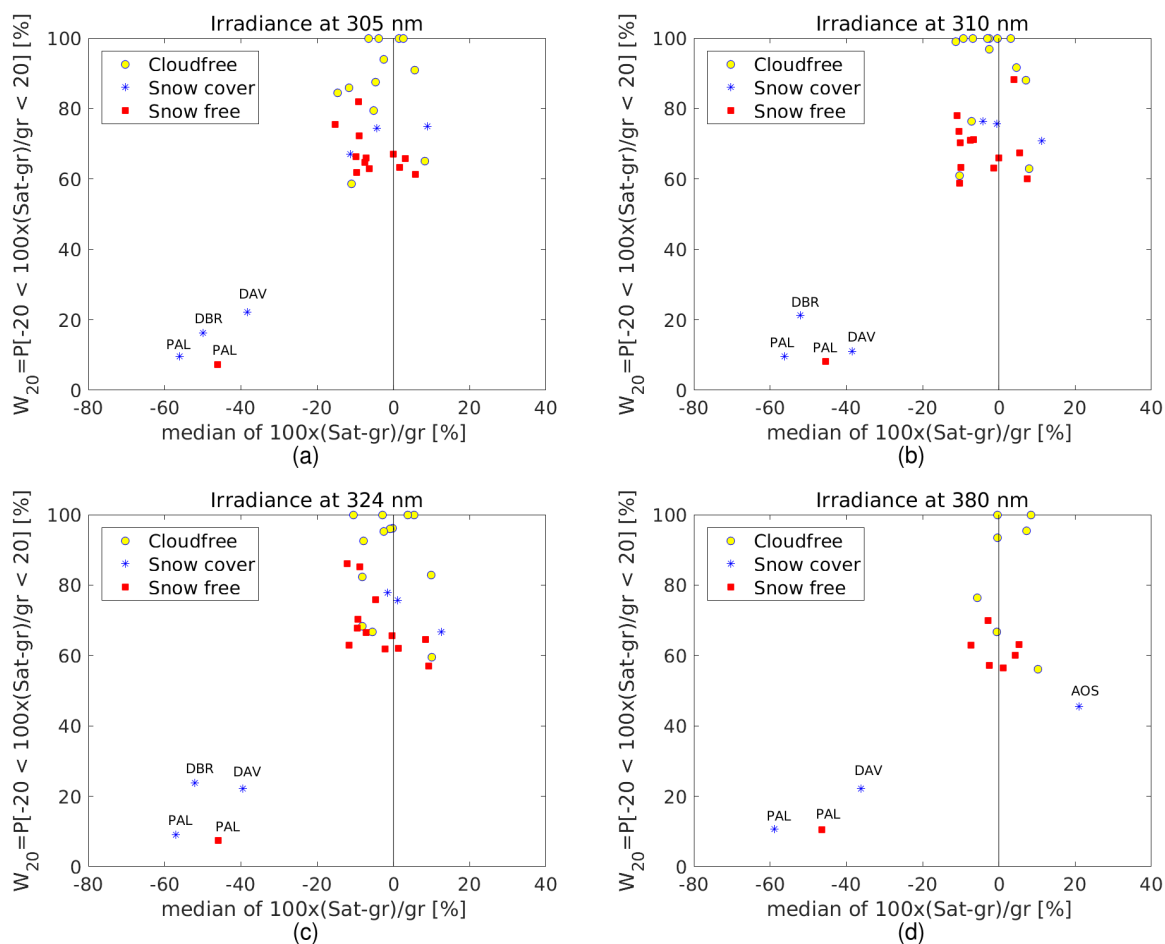 Irradiance at 305 nm
W20=P[-20 < 100x(Sat-gr)/gr < 20] [%]
100
80
60
40
20
0
Cloudfree
Snow cover
Snow free
DAV
DBR
PAL
PAL
-80 -60 -40 -20 0 20 40
median of 100x(Sat-gr)/gr [%]
(a)
Irradiance at 310 nm
W20=P[-20 < 100x(Sat-gr)/gr < 20] [%]
100
80
60
40
20
0
Cloudfree
Snow cover
Snow free
DBR
DAV
PAL
PAL
-80 -60 -40 -20 0 20 40
median of 100x(Sat-gr)/gr [%]
(b)
Irradiance at 324 nm
W20=P[-20 < 100x(Sat-gr)/gr < 20] [%]
100
80
60
40
20
0
Cloudfree
Snow cover
Snow free
DBR
DAV
PAL
PAL
-80 -60 -40 -20 0 20 40
median of 100x(Sat-gr)/gr [%]
(c)
Irradiance at 380 nm
W20=P[-20 < 100x(Sat-gr)/gr < 20] [%]
100
80
60
40
20
0
Cloudfree
Snow cover
Snow free
AOS
DAV
PAL
PAL
-80 -60 -40 -20 0 20 40
median of 100x(Sat-gr)/gr [%]
(d)